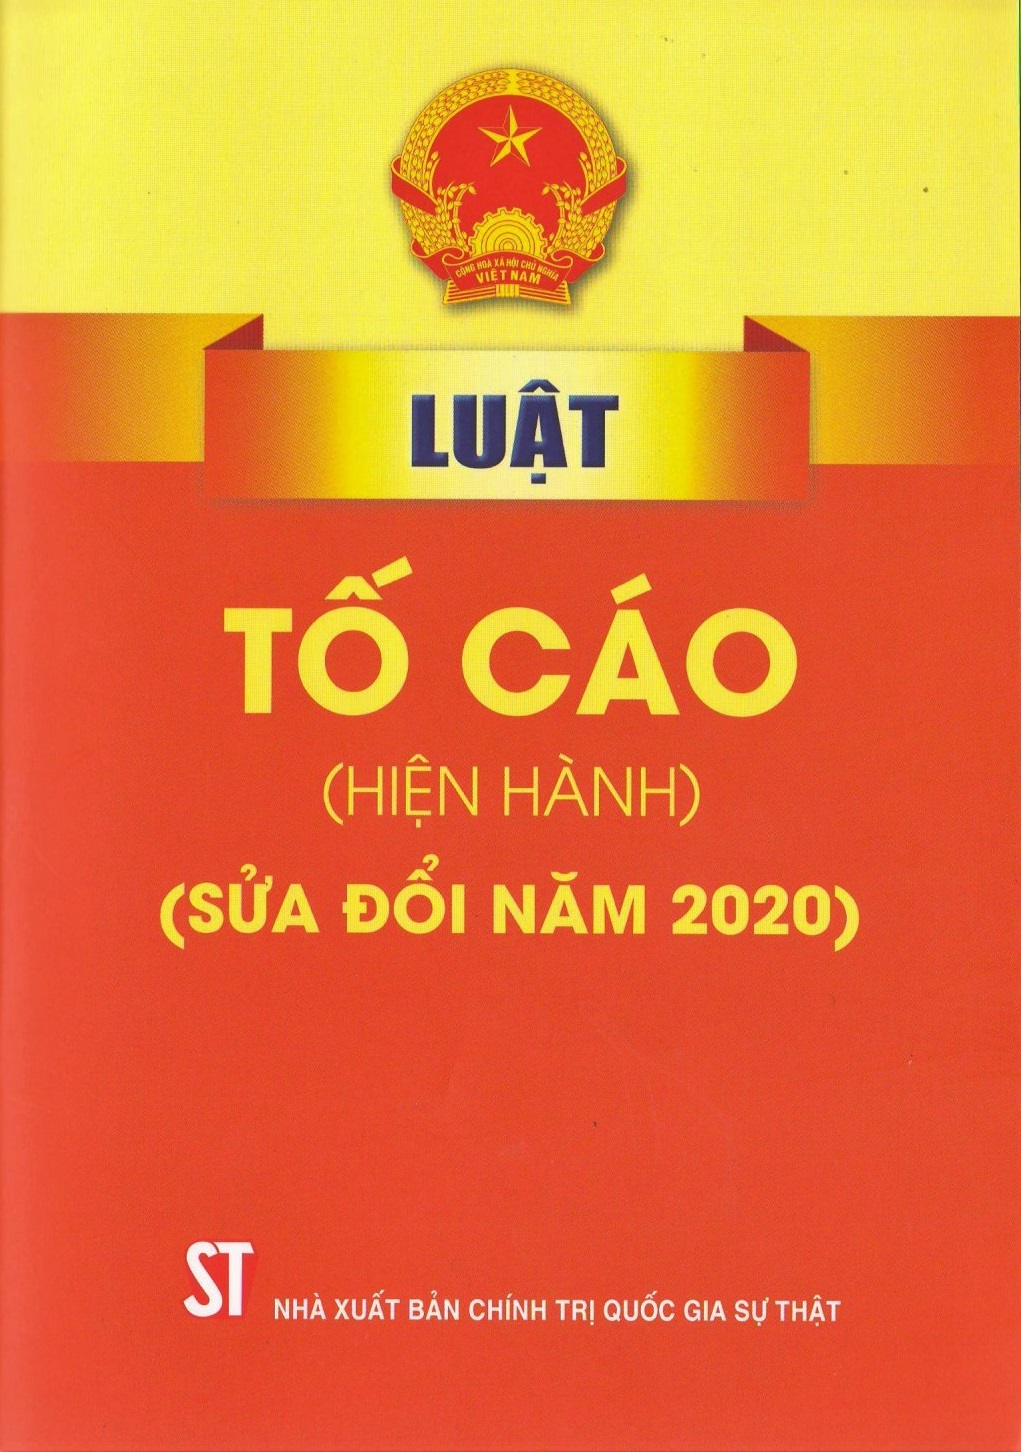 CỘNG HOÀ XÃ HỘI CHỦ NGHĨA
VIỆT NAM
LUẬT
TỐ CÁO
(HIỆN HÀNH)
(SỬA ĐỔI NĂM 2020)
ST
NHÀ XUẤT BẢN CHÍNH TRỊ QUỐC GIA SỰ THẬT